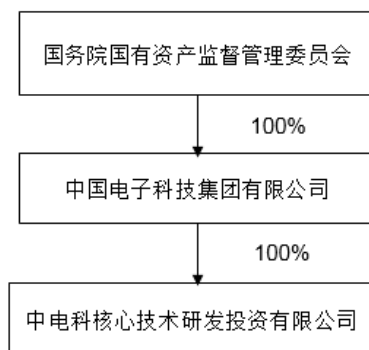 国务院国有资产监督管理委员会
100%
中国电子科技集团有限公司
100%
中电科核心技术研发投资有限公司